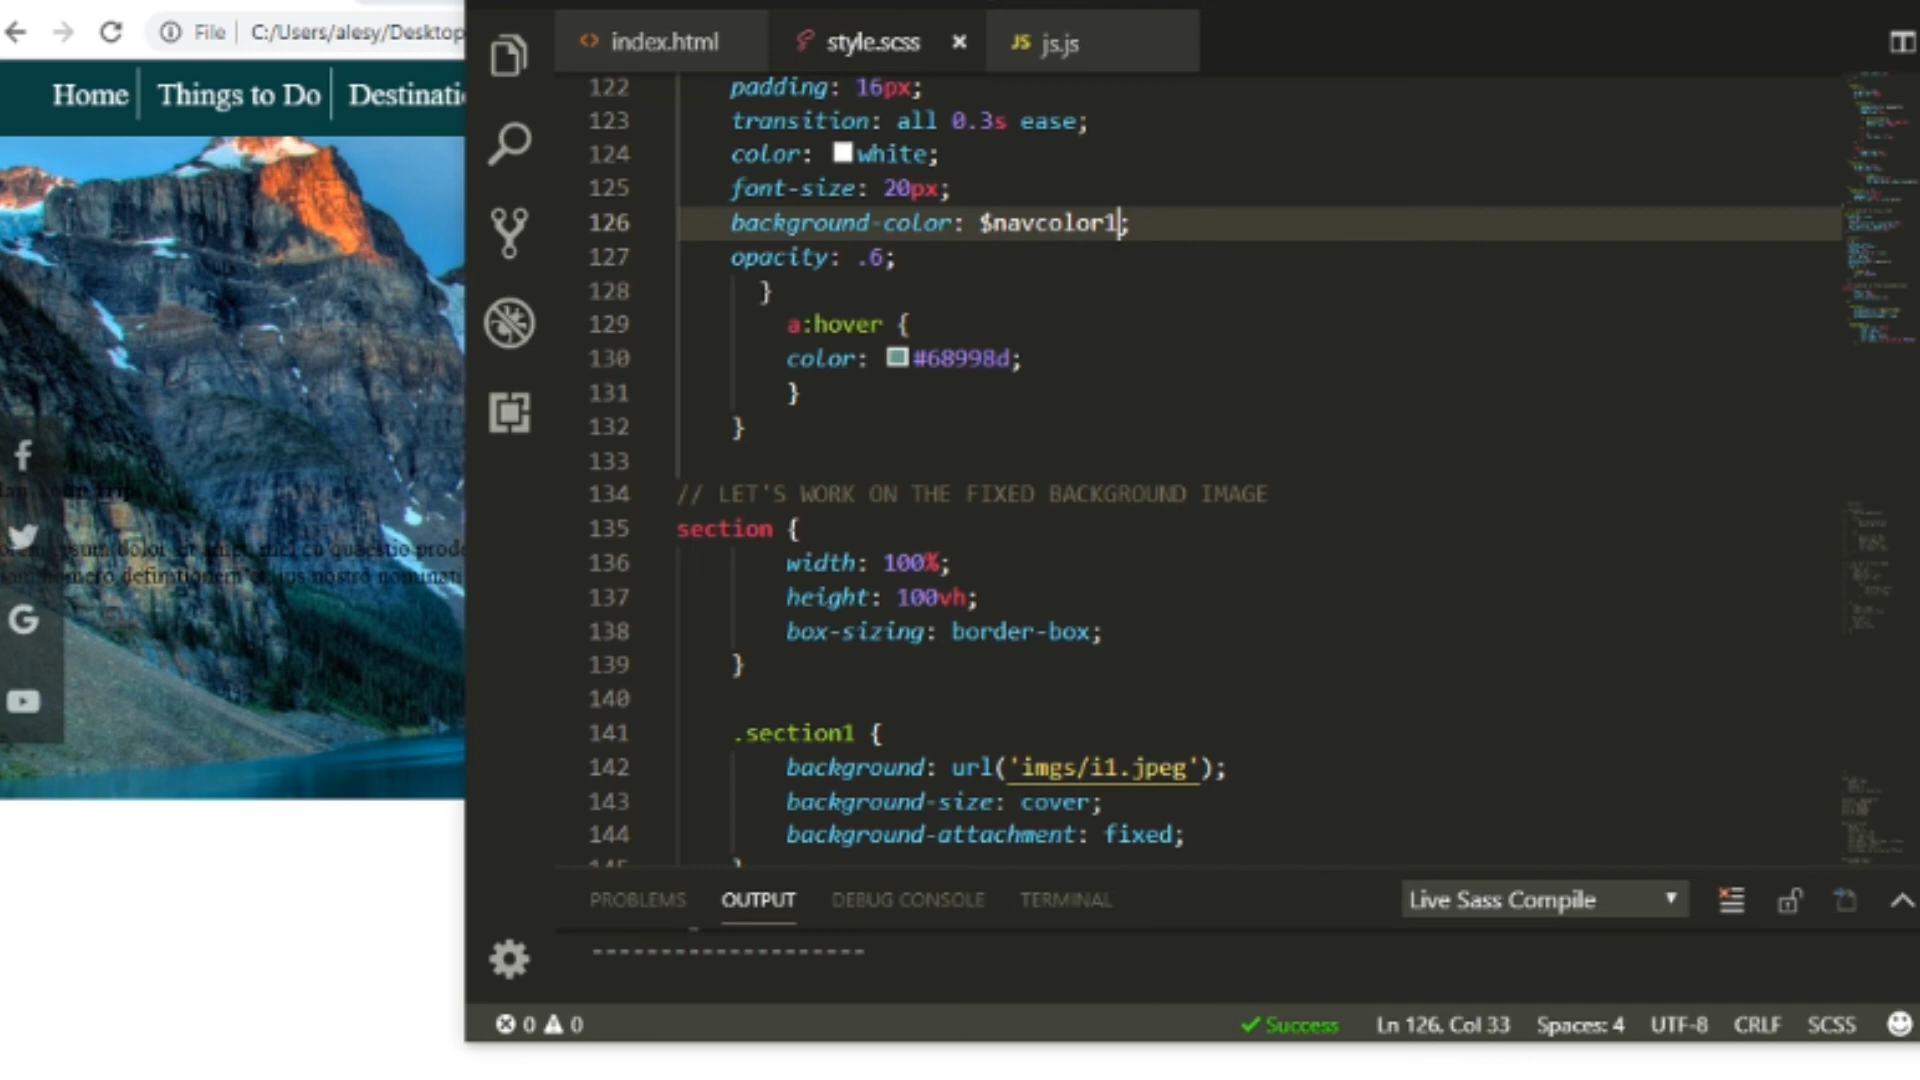 File | C:/Users/alesy/Desktop
Home Things to Do
index.html style.scss × JS js.js
122 padding: 16px;
123 transition: all 0.3s ease;
124 color: white;
125 font-size: 20px;
126 background-color: $navcolor1;
127 opacity: .6;
128 }
129 a:hover {
130 color: #68998d;
131 }
132 }
133
134 // LET'S WORK ON THE FIXED BACKGROUND IMAGE
135 section {
136 width: 100%;
137 height: 100vh;
138 box-sizing: border-box;
139 }
140
141 .section1 {
142 background: url('imgs/i1.jpeg');
143 background-size: cover;
144 background-attachment: fixed;
PROBLEMS OUTPUT DEBUG CONSOLE TERMINAL Live Sass Compile
--------------------
0 0 Success Ln 126, Col 33 Spaces: 4 UTF-8 CRLF SCSS